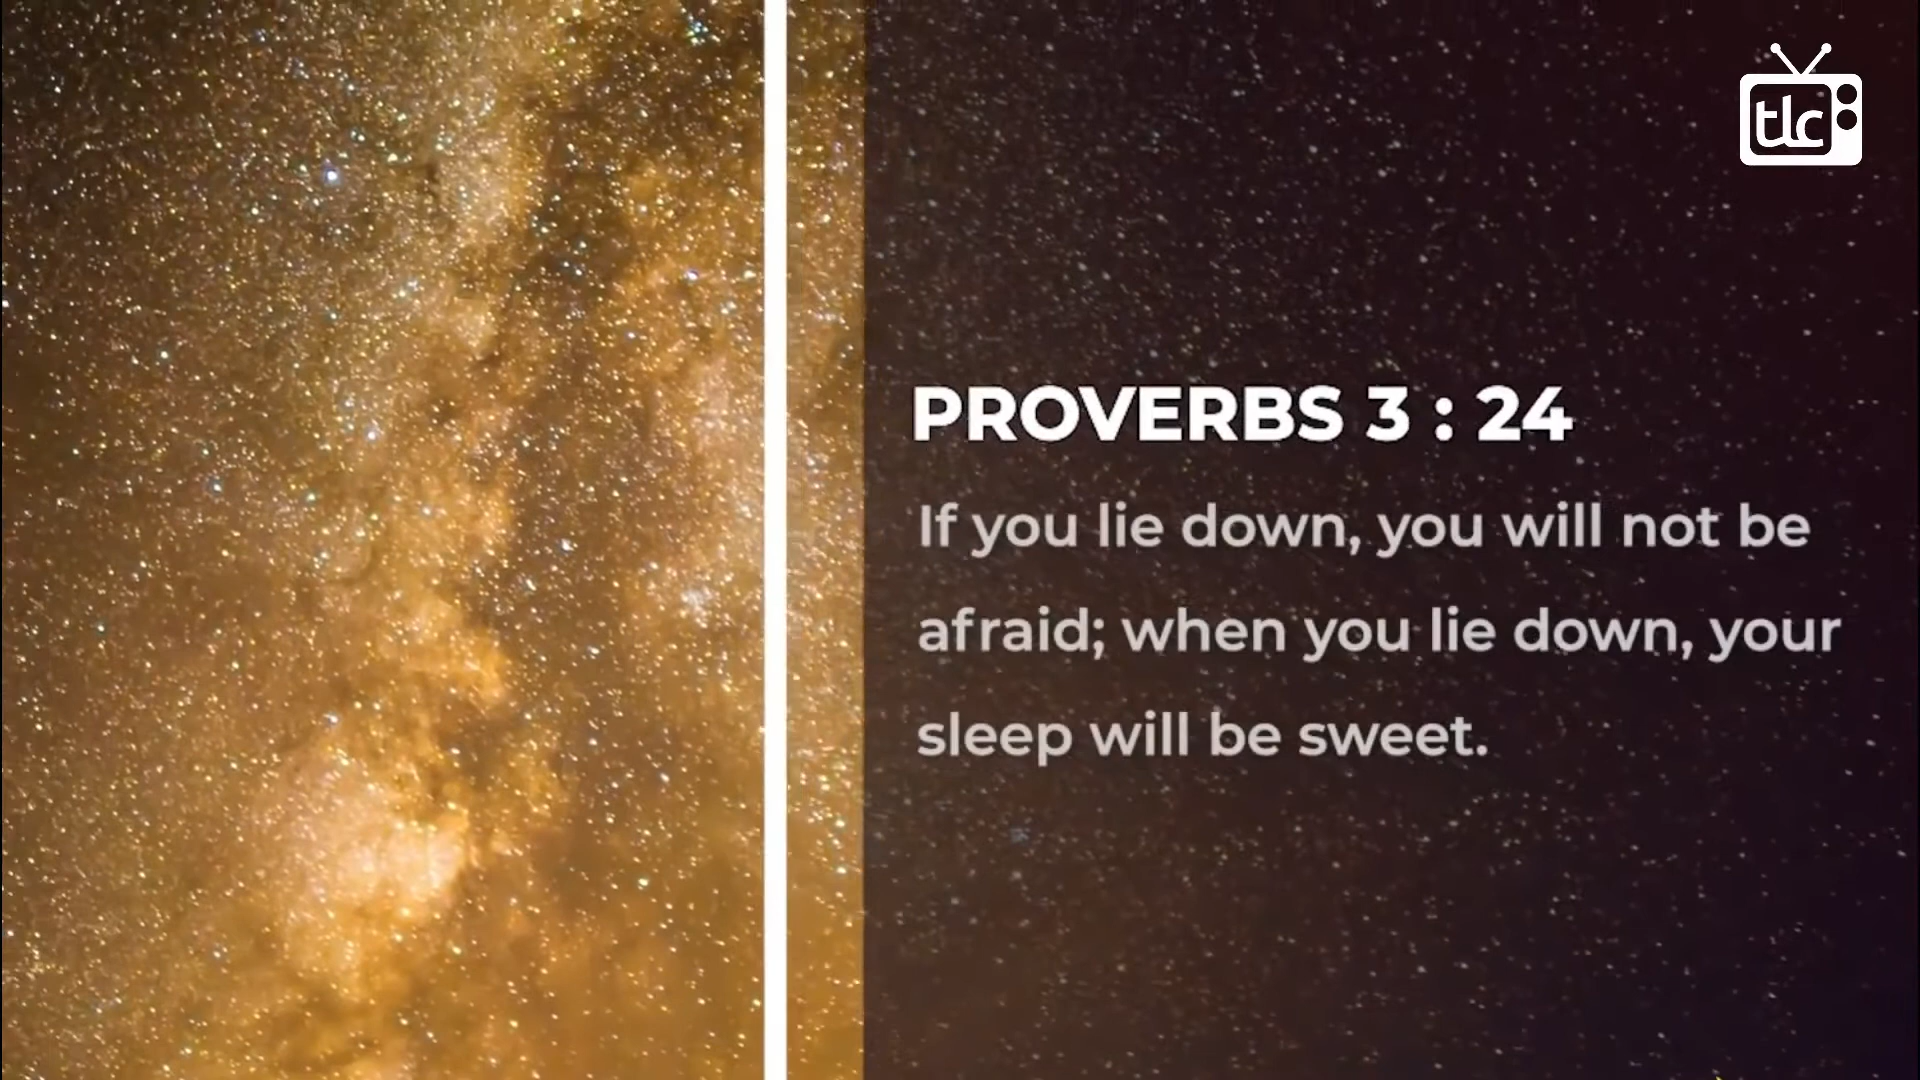 tlc
PROVERBS 3 : 24
If you lie down, you will not be
afraid; when you lie down, your
sleep will be sweet.